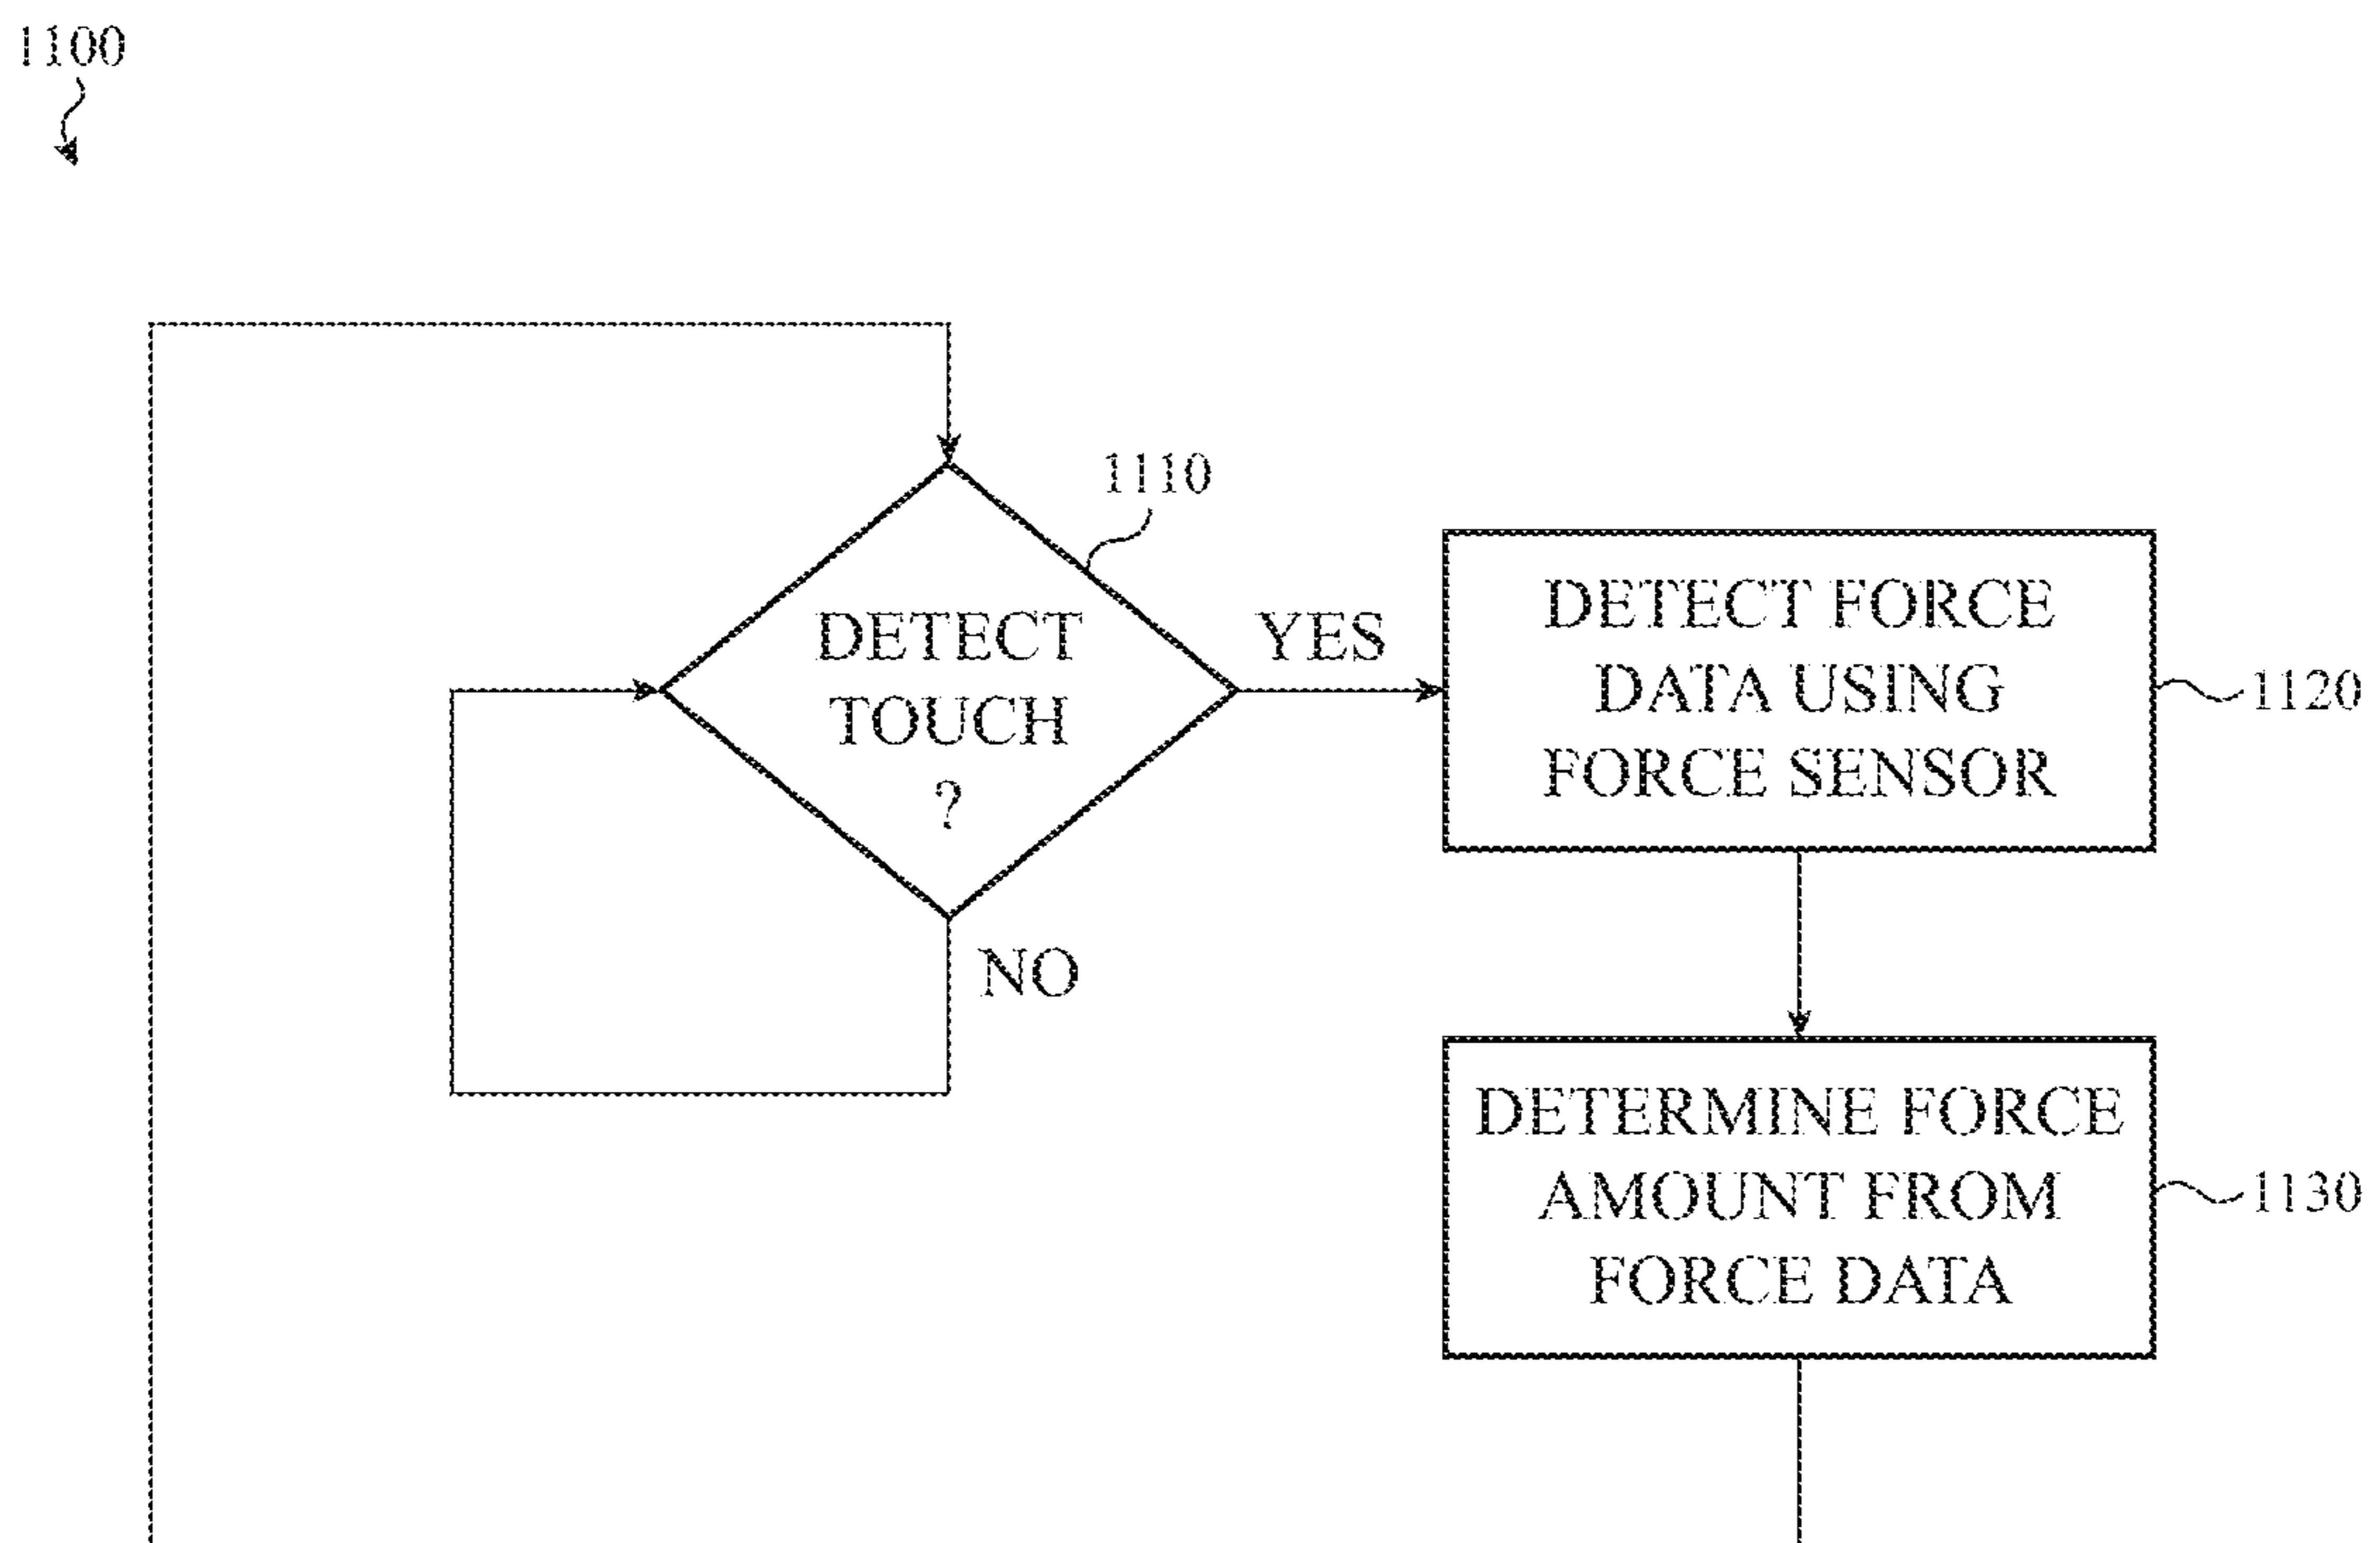 1100
1110
DETECT
TOUCH
?
YES
NO
DETECT FORCE
DATA USING
FORCE SENSOR
1120
DETERMINE FORCE
AMOUNT FROM
FORCE DATA
1130